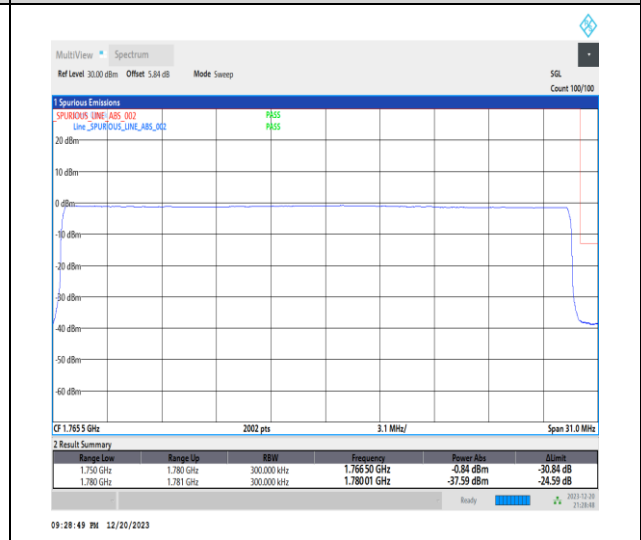 MultiView Spectrum
Ref Level 30.00 dBm Offset 5.84 dB Mode Sweep SGL
Count 100/100
1 Spurious Emissions
SPURIOUS_LINE_ABS_002 PASS
Line _SPURIOUS_LINE_ABS_002 PASS
20 dBm
10 dBm
0 dBm
-10 dBm
-20 dBm
-30 dBm
-40 dBm
-50 dBm
-60 dBm
CF 1.765 5 GHz 2002 pts 3.1 MHz/ Span 31.0 MHz
2 Result Summary
Range Low Range Up RBW Frequency Power Abs ΔLimit
1.750 GHz 1.780 GHz 300.000 kHz 1.766 50 GHz -0.84 dBm -30.84 dB
1.780 GHz 1.781 GHz 300.000 kHz 1.780 01 GHz -37.59 dBm -24.59 dB
Ready 2023-12-20
21:28:48
09:28:49 PM 12/20/2023